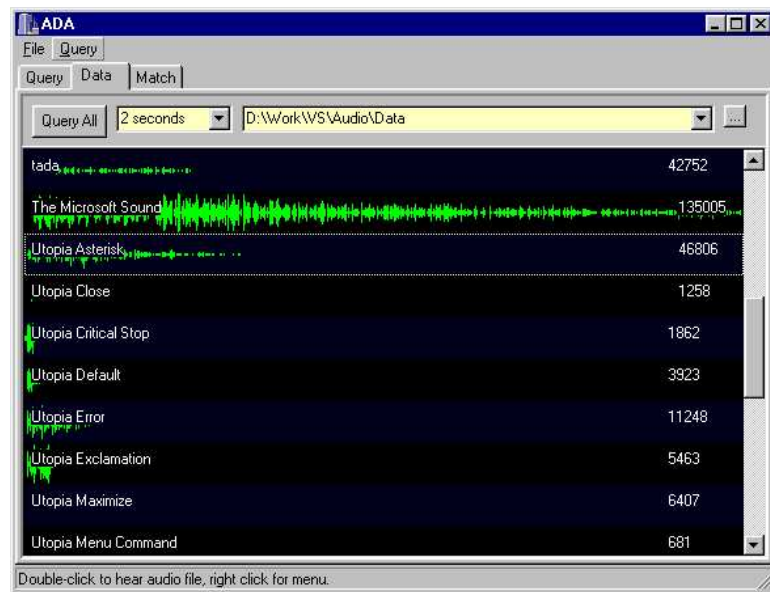 ADA
File Query
Query Data Match
Query All 2 seconds D:\Work\VS\Audio\Data ...
tada 42752
The Microsoft Sound 135005
Utopia Asterisk 46806
Utopia Close 1258
Utopia Critical Stop 1862
Utopia Default 3923
Utopia Error 11248
Utopia Exclamation 5463
Utopia Maximize 6407
Utopia Menu Command 681
Double-click to hear audio file, right click for menu.